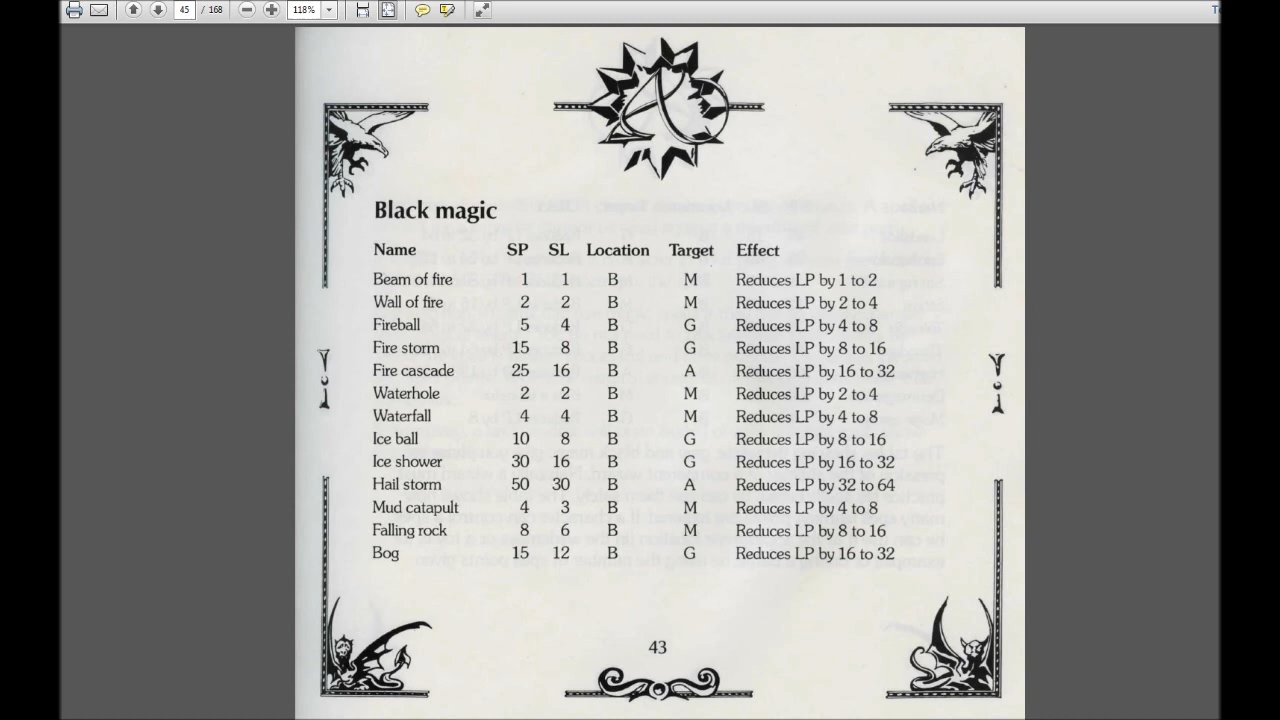 45 / 168 118%
Black magic
Name SP SL Location Target Effect
Beam of fire 1 1 B M Reduces LP by 1 to 2
Wall of fire 2 2 B M Reduces LP by 2 to 4
Fireball 5 4 B G Reduces LP by 4 to 8
Fire storm 15 8 B G Reduces LP by 8 to 16
Fire cascade 25 16 B A Reduces LP by 16 to 32
Waterhole 2 2 B M Reduces LP by 2 to 4
Waterfall 4 4 B M Reduces LP by 4 to 8
Ice ball 10 8 B G Reduces LP by 8 to 16
Ice shower 30 16 B G Reduces LP by 16 to 32
Hail storm 50 30 B A Reduces LP by 32 to 64
Mud catapult 4 3 B M Reduces LP by 4 to 8
Falling rock 8 6 B M Reduces LP by 8 to 16
Bog 15 12 B G Reduces LP by 16 to 32
43